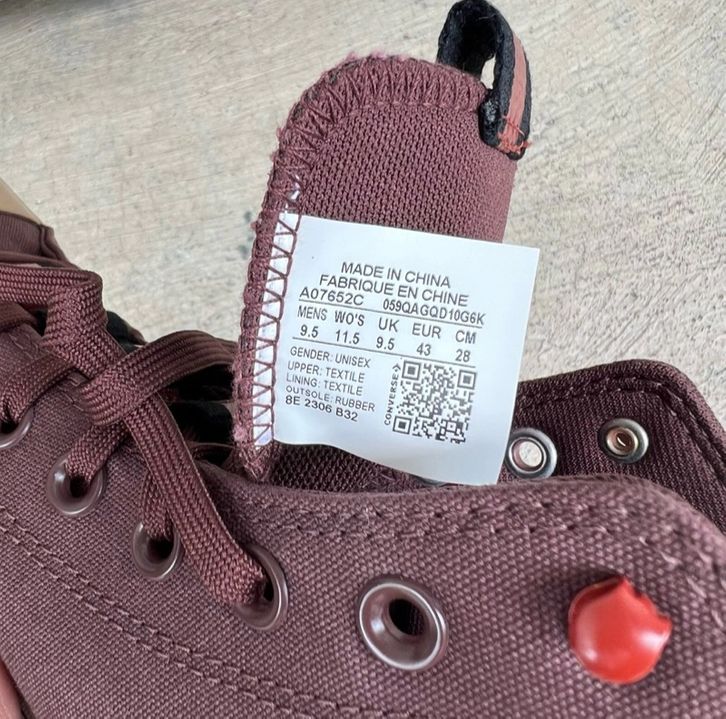 MADE IN CHINA
FABRIQUE EN CHINE
A07652C 059QAGQD10G6K
MENS WO'S UK EUR CM
9.5 11.5 9.5 43 28
GENDER: UNISEX
UPPER: TEXTILE
LINING: TEXTILE
OUTSOLE: RUBBER
8E 2306 B32
CONVERSE